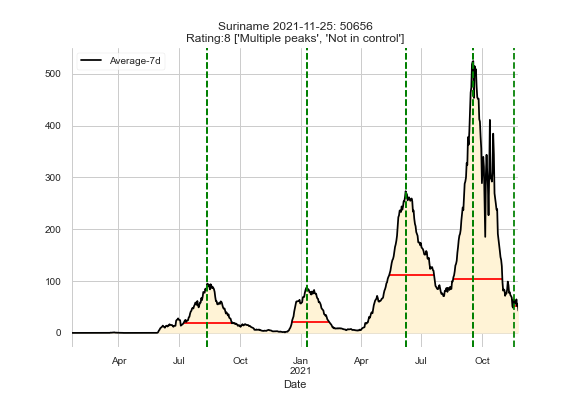 Suriname 2021-11-25: 50656
Rating:8 ['Multiple peaks', 'Not in control']
Average-7d
500
400
300
200
100
0
Apr Jul Oct Jan Apr Jul Oct
2021
Date